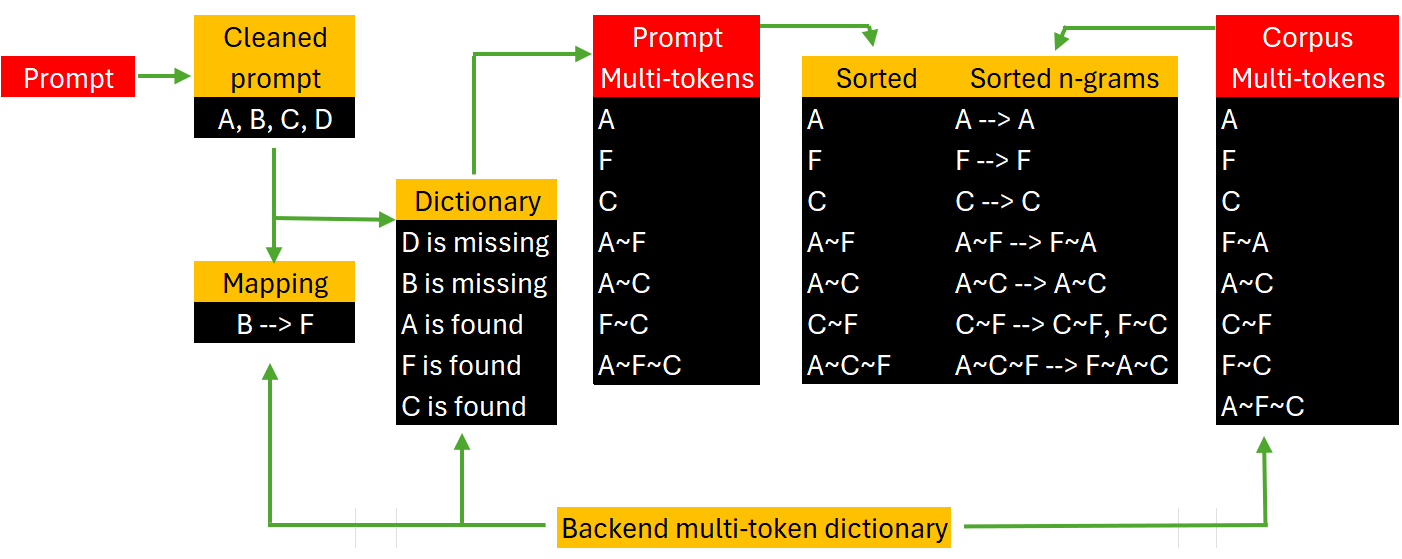 Prompt
Cleaned
prompt
A, B, C, D
Mapping
B --> F
Dictionary
D is missing
B is missing
A is found
F is found
C is found
Prompt
Multi-tokens
A
F
C
A~F
A~C
F~C
A~F~C
Sorted
A
F
C
A~F
A~C
C~F
A~C~F
Sorted n-grams
A --> A
F --> F
C --> C
A~F --> F~A
A~C --> A~C
C~F --> C~F, F~C
A~C~F --> F~A~C
Corpus
Multi-tokens
A
F
C
F~A
A~C
C~F
F~C
A~F~C
Backend multi-token dictionary